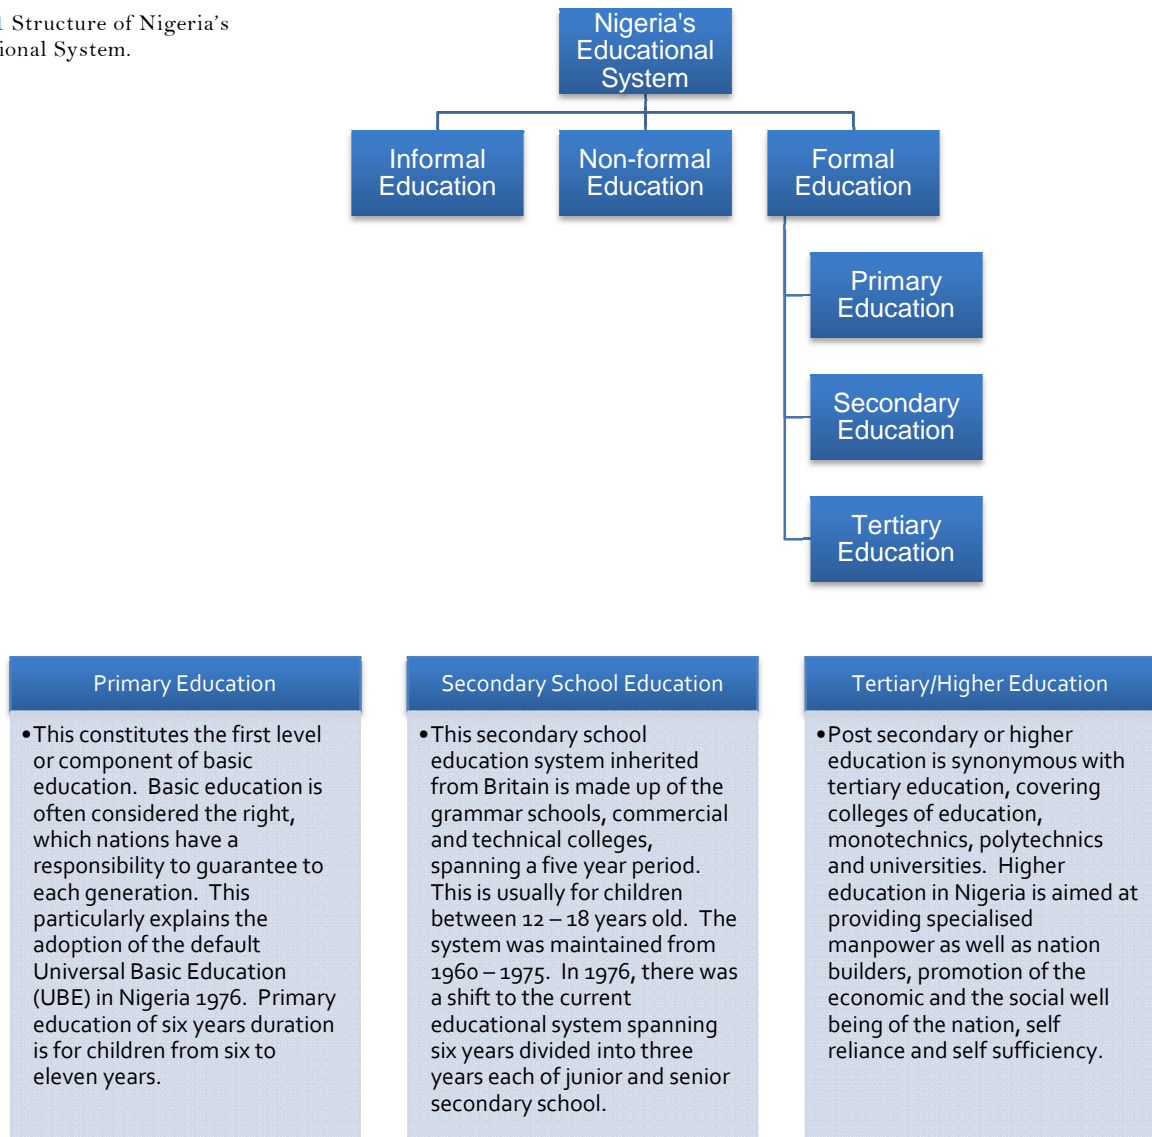 1 Structure of Nigeria's
ional System.
Nigeria's
Educational
System
Informal
Education
Non-formal
Education
Formal
Education
Primary
Education
Secondary
Education
Tertiary
Education
Primary Education
•This constitutes the first level
or component of basic
education. Basic education is
often considered the right,
which nations have a
responsibility to guarantee to
each generation. This
particularly explains the
adoption of the default
Universal Basic Education
(UBE) in Nigeria 1976. Primary
education of six years duration
is for children from six to
eleven years.
Secondary School Education
•This secondary school
education system inherited
from Britain is made up of the
grammar schools, commercial
and technical colleges,
spanning a five year period.
This is usually for children
between 12 – 18 years old. The
system was maintained from
1960 – 1975. In 1976, there was
a shift to the current
educational system spanning
six years divided into three
years each of junior and senior
secondary school.
Tertiary/Higher Education
•Post secondary or higher
education is synonymous with
tertiary education, covering
colleges of education,
monotechnics, polytechnics
and universities. Higher
education in Nigeria is aimed at
providing specialised
manpower as well as nation
builders, promotion of the
economic and the social well
being of the nation, self
reliance and self sufficiency.